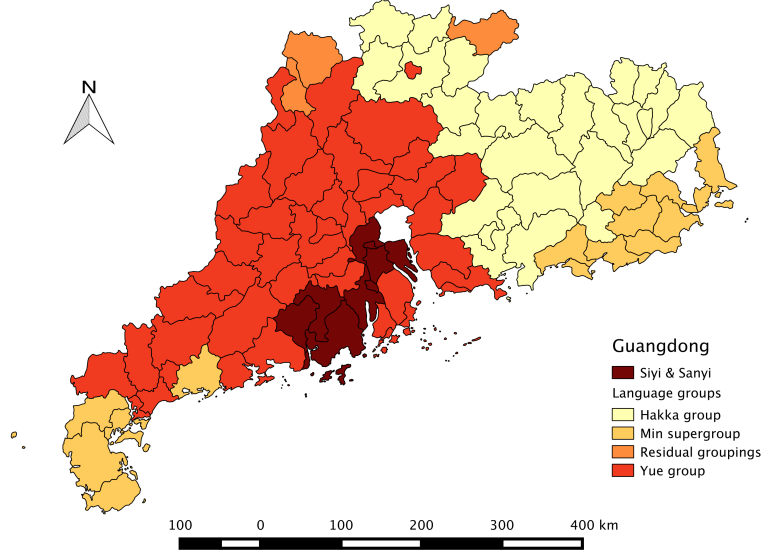 N
Guangdong
Siyi & Sanyi
Language groups
Hakka group
Min supergroup
Residual groupings
Yue group
100 0 100 200 300 400 km